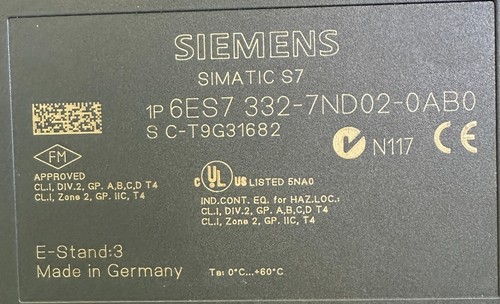 SIEMENS
SIMATIC S7
1P 6ES7 332-7ND02-0AB0
S C-T9G31682
N117 CE
FM
APPROVED
CL.I, DIV.2, GP. A,B,C,D T4
CL.I, Zone 2, GP. IIC, T4
C UL US LISTED 5NA0
IND.CONT. EQ. for HAZ.LOC.:
CL.I, DIV.2, GP. A,B,C,D T4
CL.I, Zone 2, GP. IIC, T4
E-Stand:3
Made in Germany
TB: 0°C...+60°C